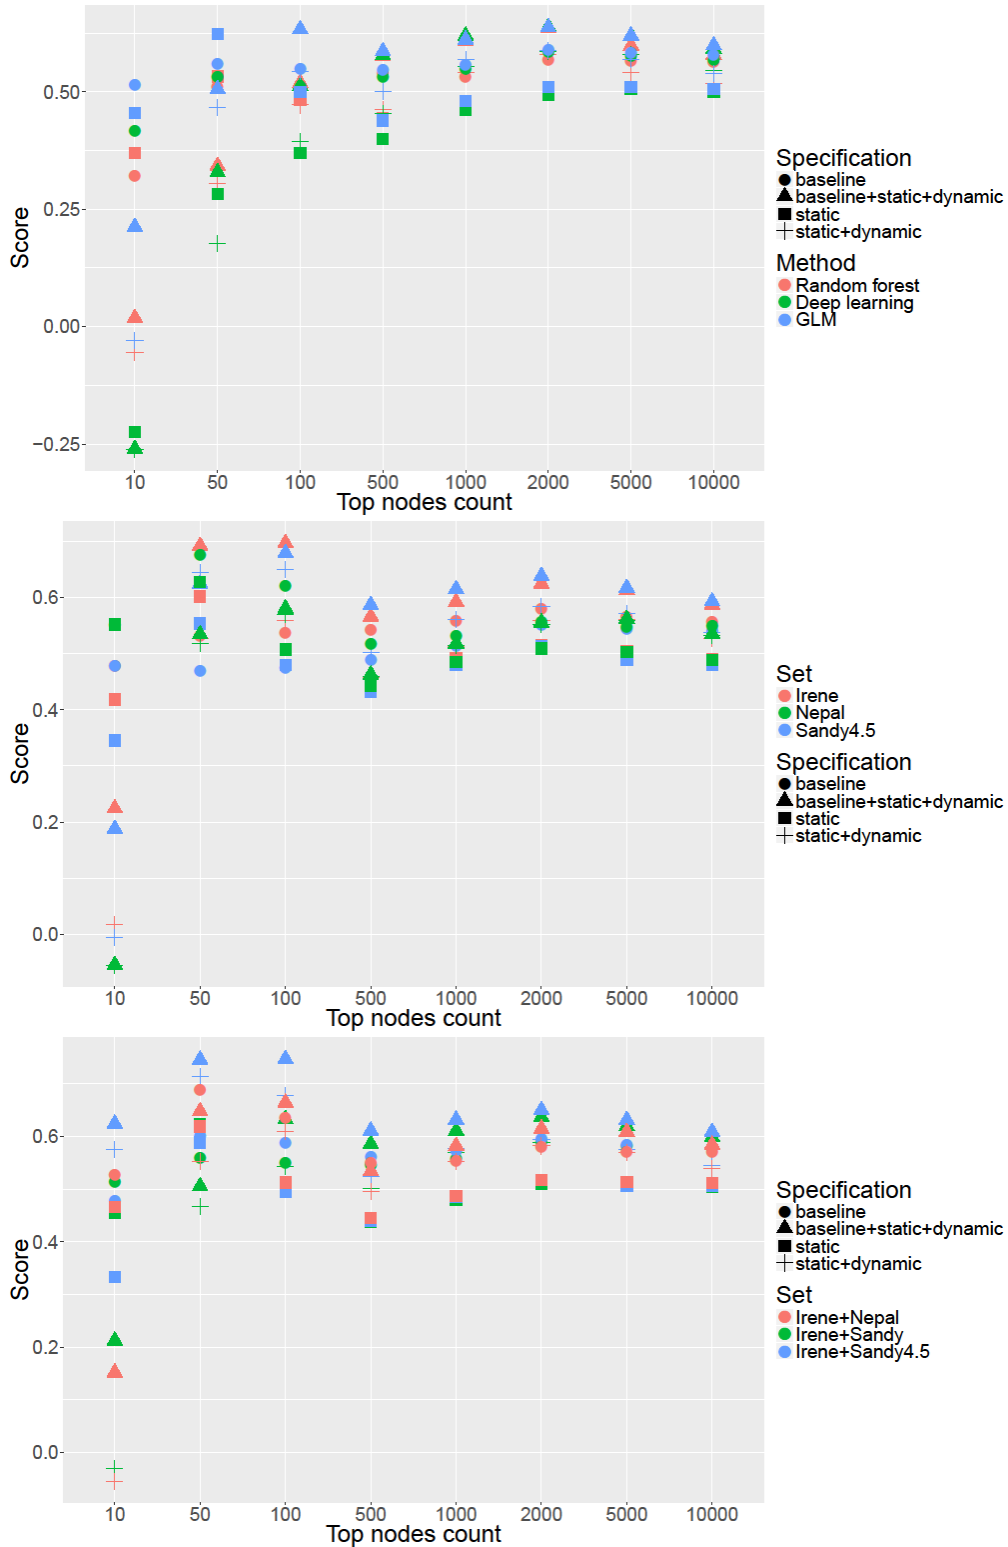 0.50
0.25
0.00
−0.25
Score
10 50 100 500 1000 2000 5000 10000
Top nodes count
Specification
baseline
baseline+static+dynamic
static
static+dynamic
Method
Random forest
Deep learning
GLM
0.6
0.4
0.2
0.0
Score
10 50 100 500 1000 2000 5000 10000
Top nodes count
Set
Irene
Nepal
Sandy4.5
Specification
baseline
baseline+static+dynamic
static
static+dynamic
0.6
0.4
0.2
0.0
Score
10 50 100 500 1000 2000 5000 10000
Top nodes count
Specification
baseline
baseline+static+dynamic
static
static+dynamic
Set
Irene+Nepal
Irene+Sandy
Irene+Sandy4.5